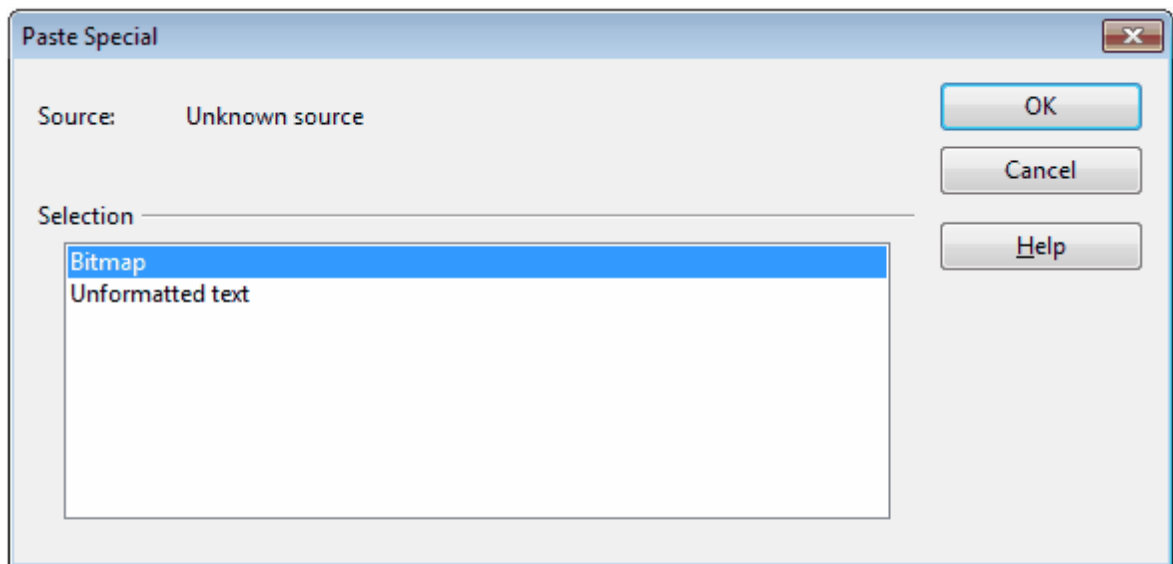 Paste Special
Source: Unknown source
OK
Cancel
Selection
Help
Bitmap
Unformatted text